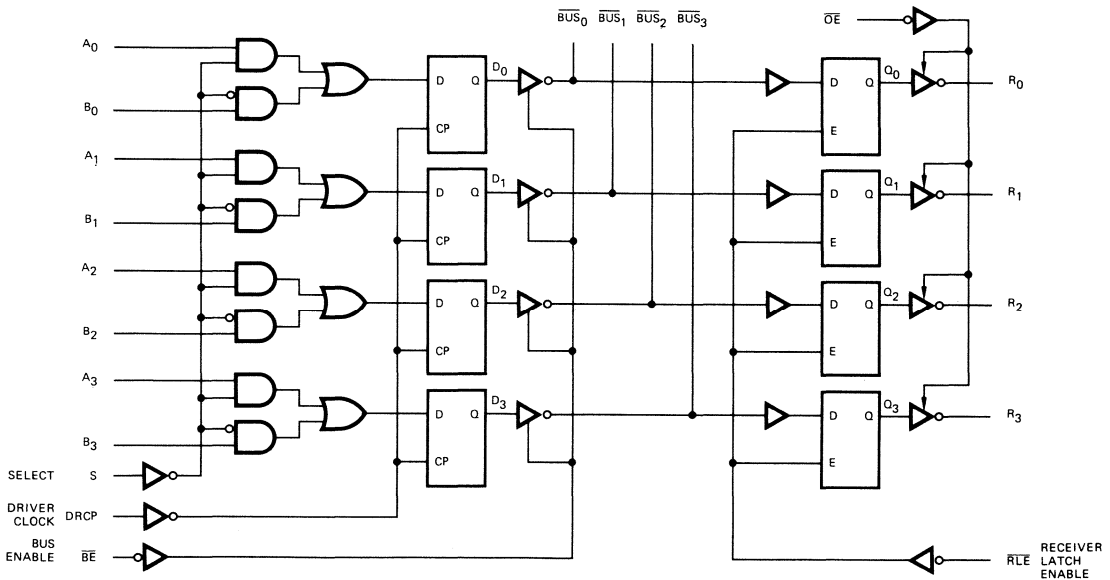 BUS0 BUS1 BUS2 BUS3
OE
A0
B0
A1
B1
A2
B2
A3
B3
D Q
CP
D0
D Q
CP
D1
D Q
CP
D2
D Q
CP
D3
D Q
E
Q0
R0
D Q
E
Q1
R1
D Q
E
Q2
R2
D Q
E
Q3
R3
SELECT S
DRIVER
CLOCK DRCP
BUS
ENABLE BE
RLE RECEIVER
LATCH
ENABLE